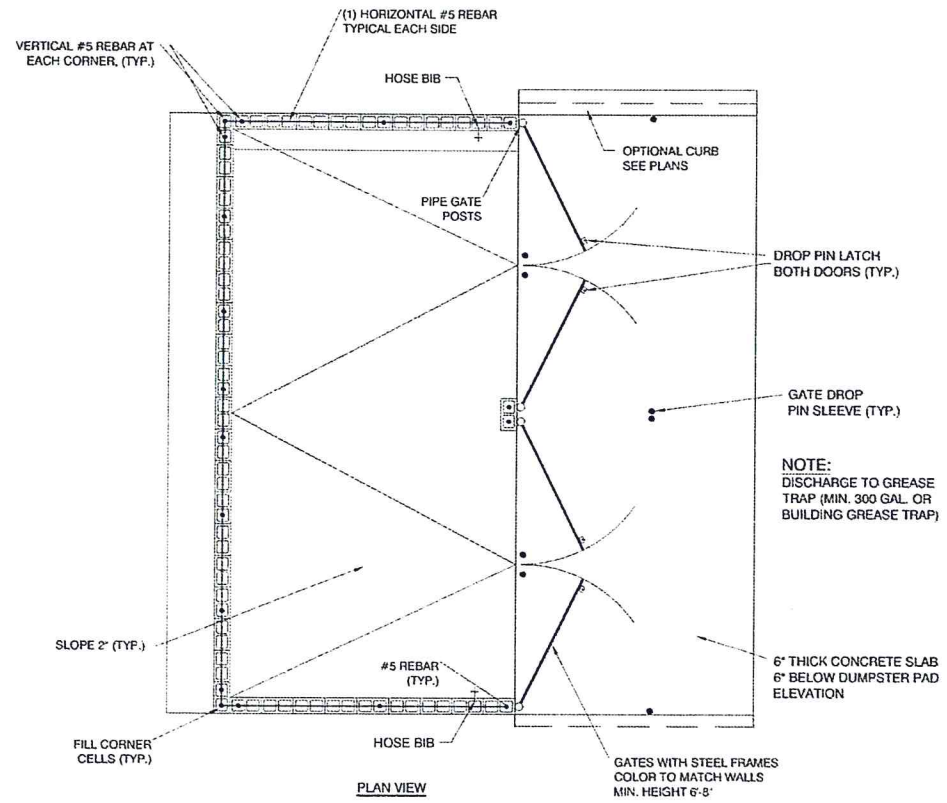 (1) HORIZONTAL #5 REBAR
TYPICAL EACH SIDE
VERTICAL #5 REBAR AT
EACH CORNER, (TYP.)
HOSE BIB
OPTIONAL CURB
SEE PLANS
PIPE GATE
POSTS
DROP PIN LATCH
BOTH DOORS (TYP.)
GATE DROP
PIN SLEEVE (TYP.)
NOTE:
DISCHARGE TO GREASE
TRAP (MIN. 300 GAL. OR
BUILDING GREASE TRAP)
SLOPE 2" (TYP.)
#5 REBAR
(TYP.)
6" THICK CONCRETE SLAB
6" BELOW DUMPSTER PAD
ELEVATION
FILL CORNER
CELLS (TYP.)
HOSE BIB
GATES WITH STEEL FRAMES
COLOR TO MATCH WALLS
MIN. HEIGHT 6'-8"
PLAN VIEW